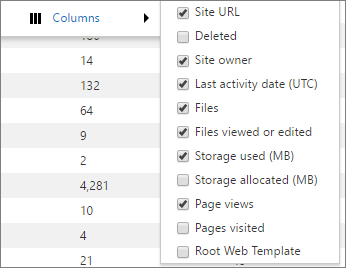 Columns
14
132
64
9
2
4,281
10
4
21
Site URL
Deleted
Site owner
Last activity date (UTC)
Files
Files viewed or edited
Storage used (MB)
Storage allocated (MB)
Page views
Pages visited
Root Web Template